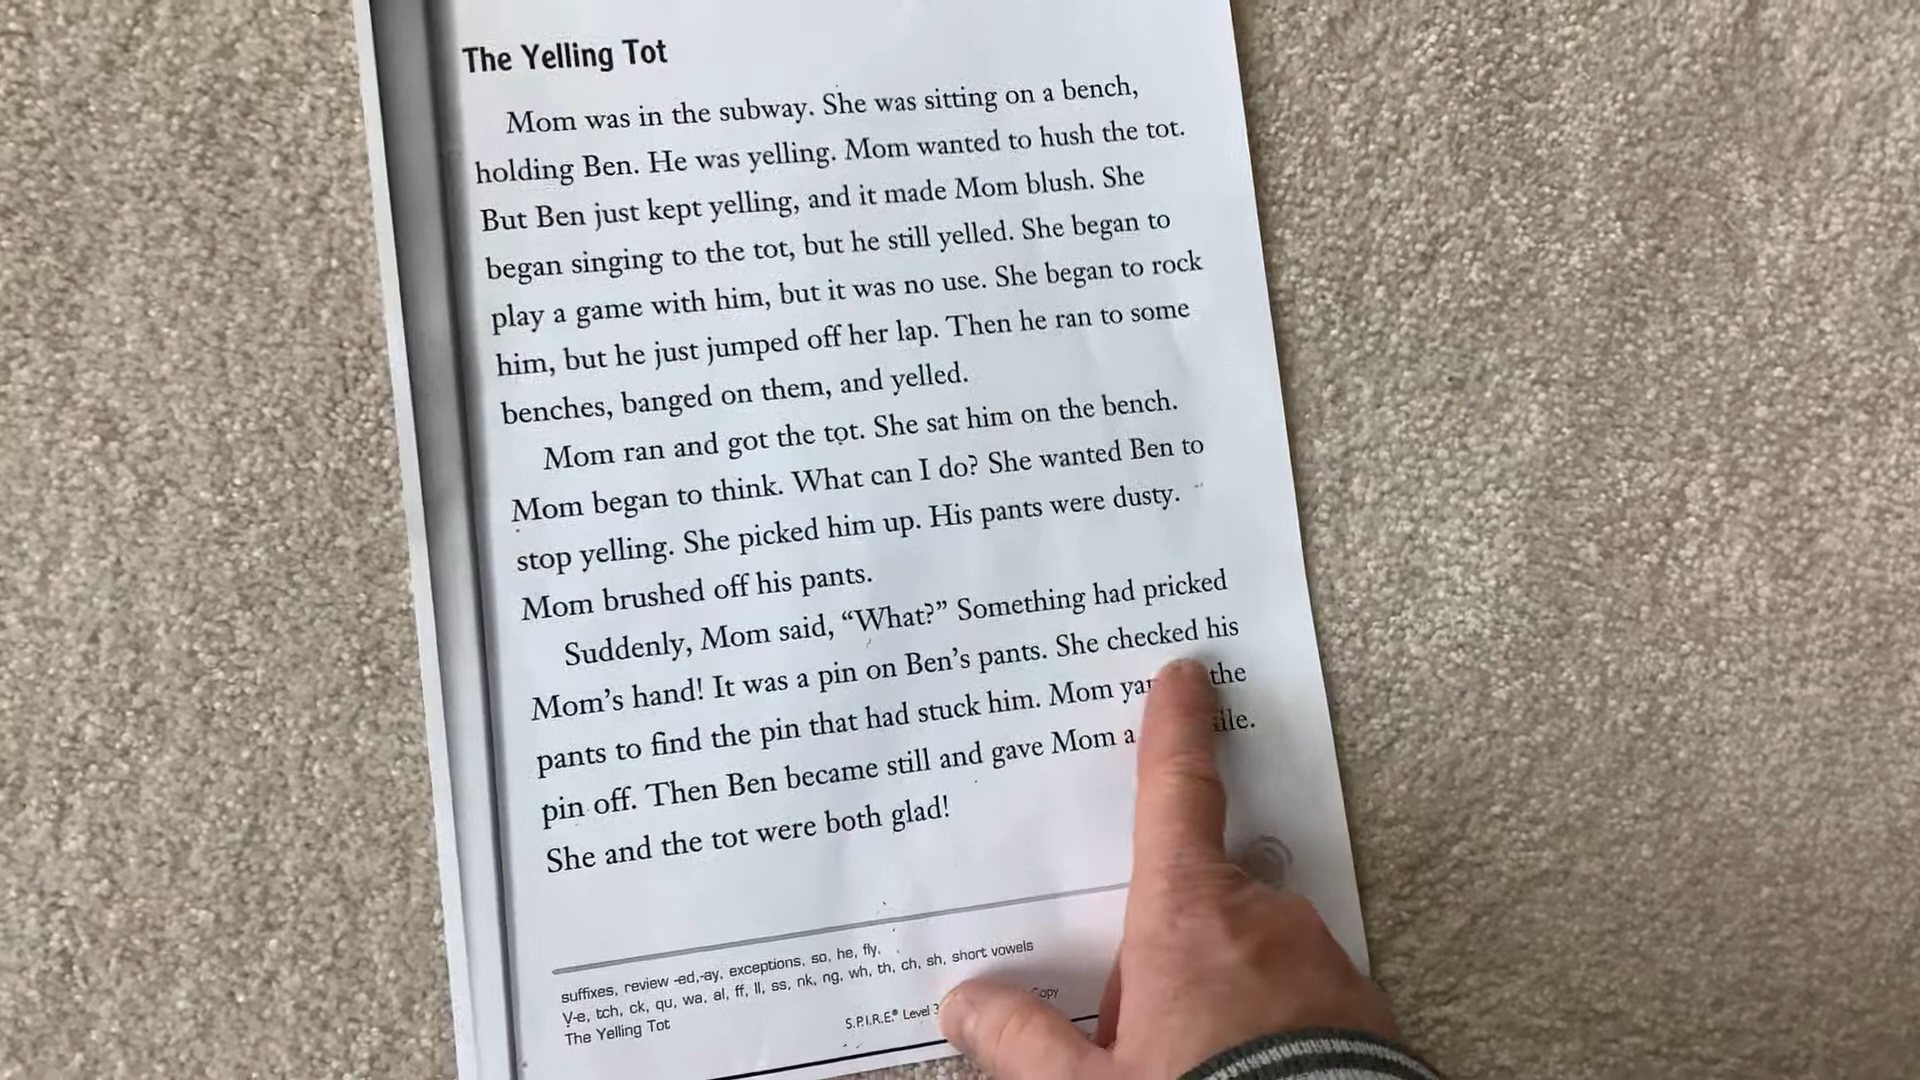 The Yelling Tot
Mom was in the subway. She was sitting on a bench,
holding Ben. He was yelling. Mom wanted to hush the tot.
But Ben just kept yelling, and it made Mom blush. She
began singing to the tot, but he still yelled. She began to
play a game with him, but it was no use. She began to rock
him, but he just jumped off her lap. Then he ran to some
benches, banged on them, and yelled.
Mom ran and got the tot. She sat him on the bench.
Mom began to think. What can I do? She wanted Ben to
stop yelling. She picked him up. His pants were dusty.
Mom brushed off his pants.
Suddenly, Mom said, “What?” Something had pricked
Mom’s hand! It was a pin on Ben’s pants. She checked his
pants to find the pin that had stuck him. Mom the
pin off. Then Ben became still and gave Mom a
She and the tot were both glad!
suffixes, review -ed,-ay, exceptions, so, he, fly,
V-e, tch, ck, qu, wa, al, ff, ll, ss, nk, ng, wh, th, ch, sh, short vowels
The Yelling Tot
S.P.I.R.E.® Level 3